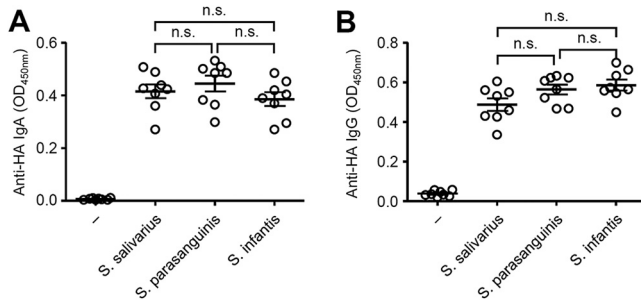 A
n.s.
n.s.
n.s.
Anti-HA IgA (OD450nm)
0.6
0.4
0.2
0.0
–
S. salivarius
S. parasanguinis
S. infantis
B
n.s.
n.s.
n.s.
Anti-HA IgG (OD450nm)
0.8
0.6
0.4
0.2
0.0
–
S. salivarius
S. parasanguinis
S. infantis